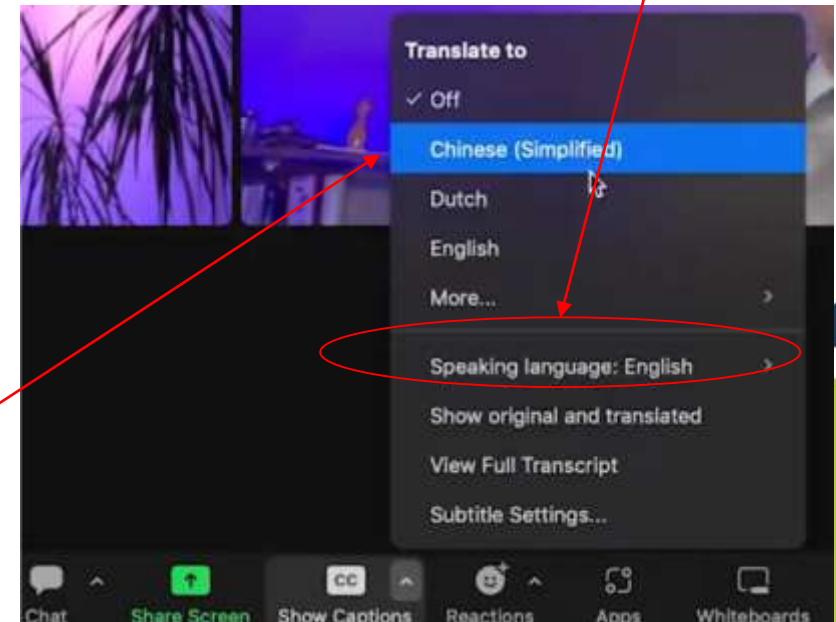 Translate to
✓ Off
Chinese (Simplified)
Dutch
English
More...
Speaking language: English
Show original and translated
View Full Transcript
Subtitle Settings...
CC
Chat
Share Screen
Show Captions
Reactions
Apps
Whiteboards